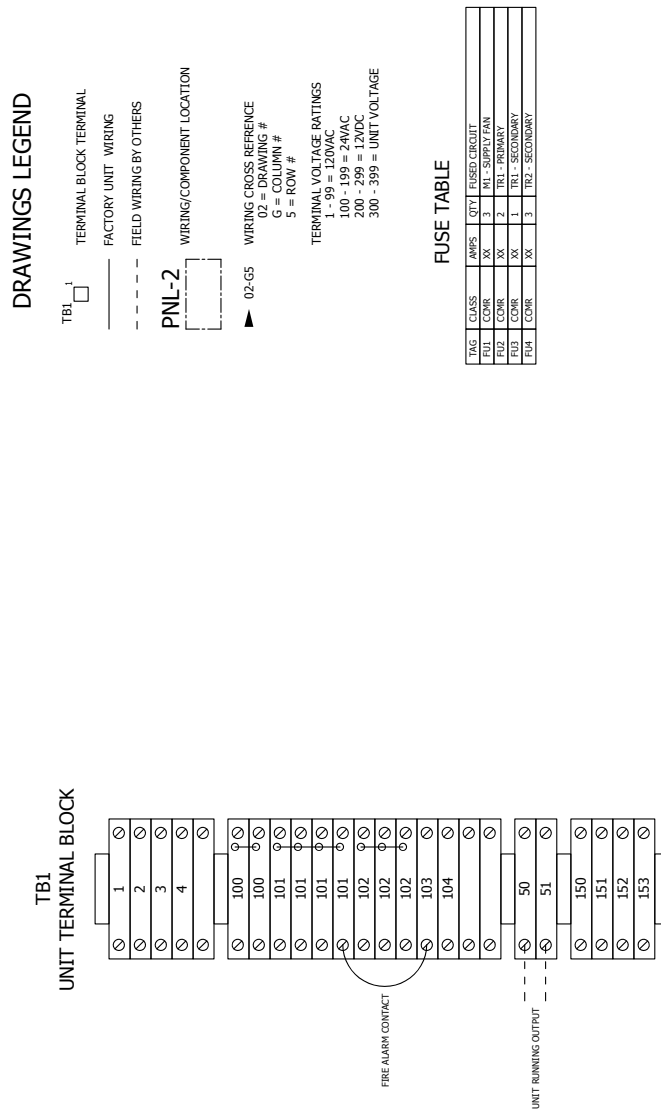 DRAWINGS LEGEND
TB1
1
TERMINAL BLOCK TERMINAL
FACTORY UNIT WIRING
FIELD WIRING BY OTHERS
PNL-2
WIRING/COMPONENT LOCATION
02-G5
WIRING CROSS REFRENCE
02 = DRAWING #
G = COLUMN #
5 = ROW #
TERMINAL VOLTAGE RATINGS
1 - 99 = 120VAC
100 - 199 = 24VAC
200 - 299 = 12VDC
300 - 399 = UNIT VOLTAGE
FUSE TABLE
TAG CLASS AMPS QTY FUSED CIRCUIT
FU1 CCMR XX 3 M1 - SUPPLY FAN
FU2 CCMR XX 2 TR1 - PRIMARY
FU3 CCMR XX 1 TR1 - SECONDARY
FU4 CCMR XX 3 TR2 - SECONDARY
TB1
UNIT TERMINAL BLOCK
1
2
3
4
100
100
101
101
101
101
102
102
102
103
104
50
51
150
151
152
153
FIRE ALARM CONTACT
UNIT RUNNING OUTPUT